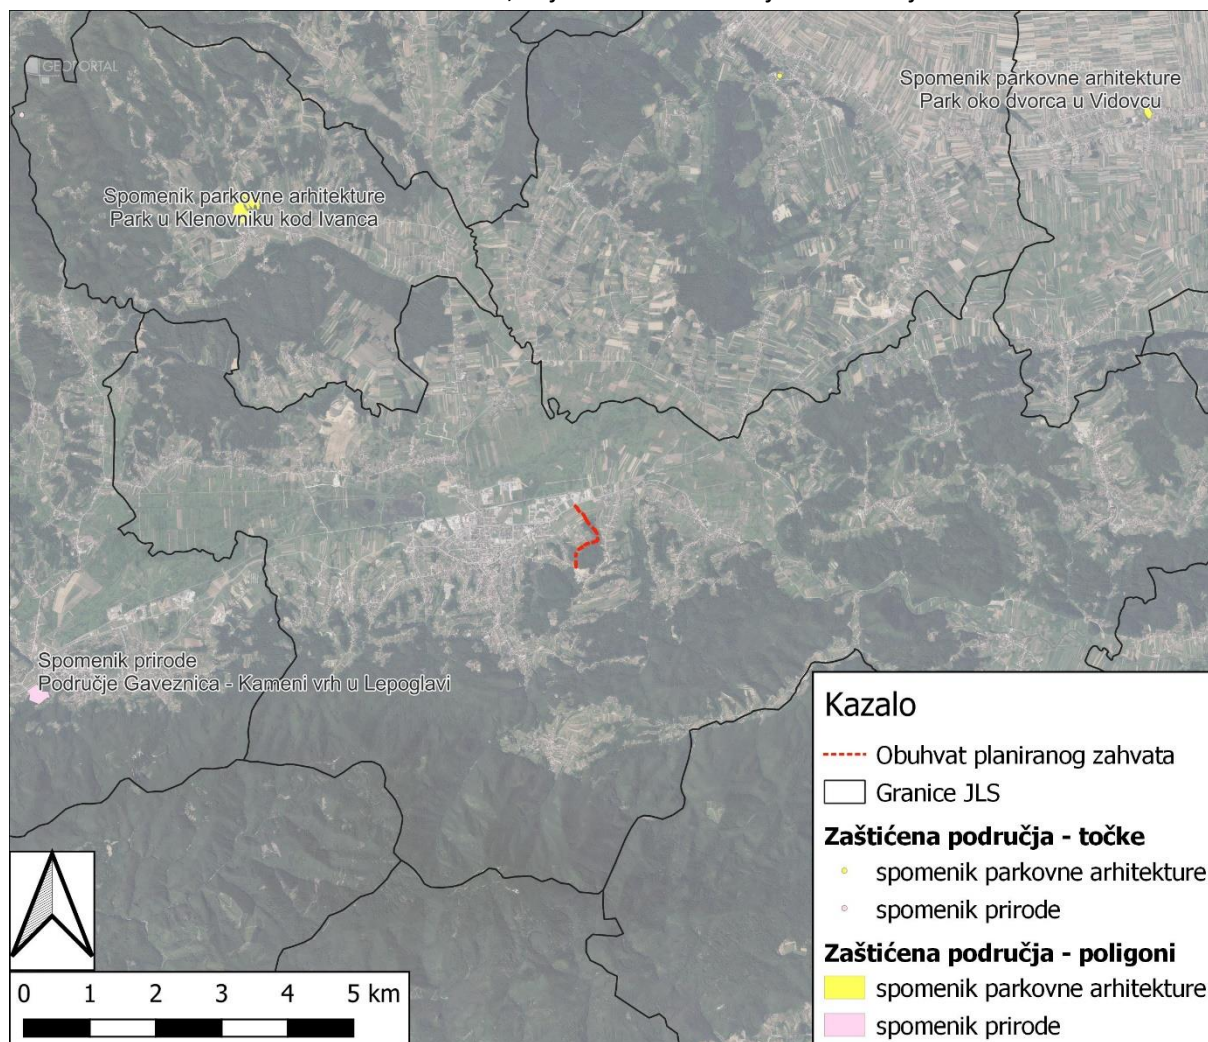 GEOPORTAL
GEOPORTAL
Spomenik parkovne arhitekture
Park oko dvorca u Vidovcu
Spomenik parkovne arhitekture
Park u Klenovniku kod Ivanca
Spomenik prirode
Područje Gaveznica - Kameni vrh u Lepoglavi
Kazalo
Obuhvat planiranog zahvata
Granice JLS
Zaštićena područja - točke
spomenik parkovne arhitekture
spomenik prirode
Zaštićena područja - poligoni
spomenik parkovne arhitekture
spomenik prirode
0 1 2 3 4 5 km